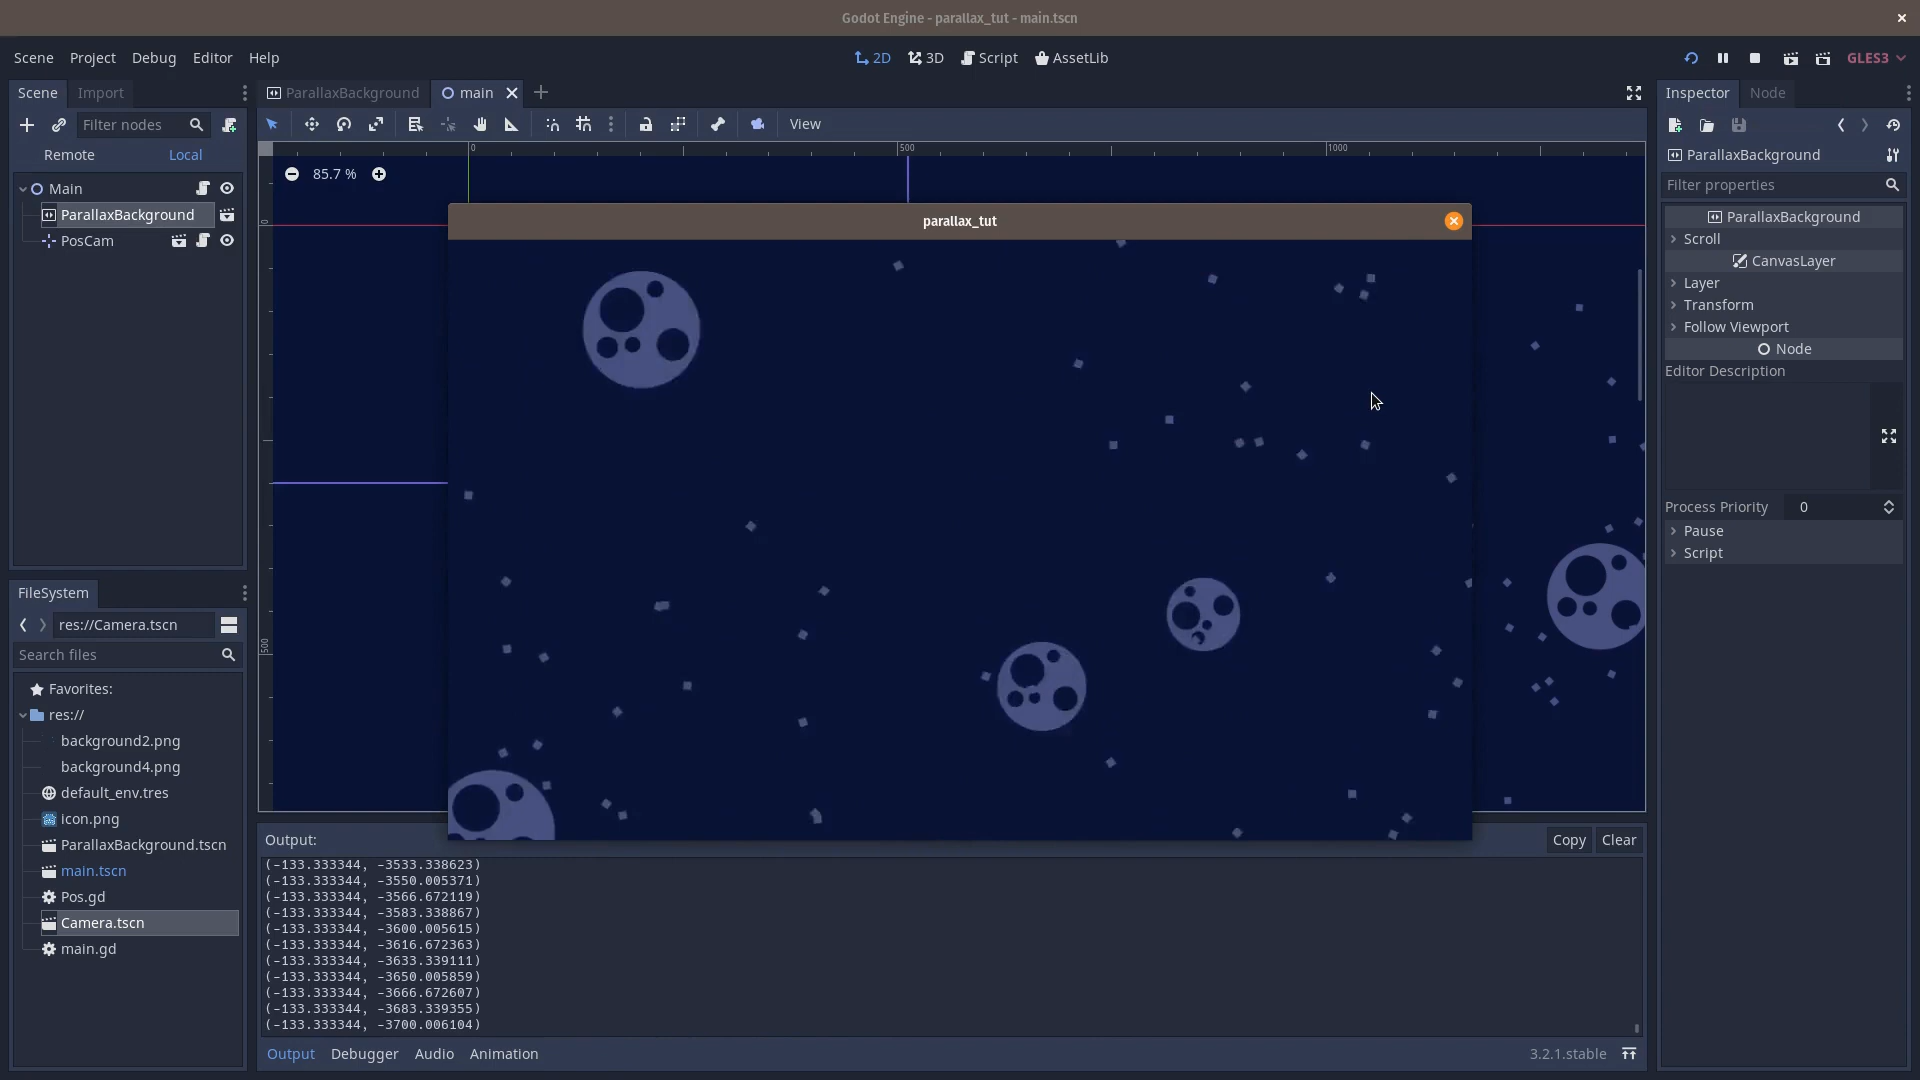 Godot Engine - parallax_tut - main.tscn
Scene Project Debug Editor Help
2D 3D Script AssetLib
GLES3
Scene Import
ParallaxBackground main
Inspector Node
Filter nodes
View
Remote Local
ParallaxBackground
0 500 1000
85.7 %
Filter properties
Main
ParallaxBackground
PosCam
0
500
parallax_tut
ParallaxBackground
Scroll
CanvasLayer
Layer
Transform
Follow Viewport
Node
Editor Description
Process Priority 0
Pause
Script
FileSystem
res://Camera.tscn
Search files
Favorites:
res://
background2.png
background4.png
default_env.tres
icon.png
ParallaxBackground.tscn
main.tscn
Pos.gd
Camera.tscn
main.gd
Output: Copy Clear
(-133.333344, -3533.338623)
(-133.333344, -3550.005371)
(-133.333344, -3566.672119)
(-133.333344, -3583.338867)
(-133.333344, -3600.005615)
(-133.333344, -3616.672363)
(-133.333344, -3633.339111)
(-133.333344, -3650.005859)
(-133.333344, -3666.672607)
(-133.333344, -3683.339355)
(-133.333344, -3700.006104)
Output Debugger Audio Animation 3.2.1.stable